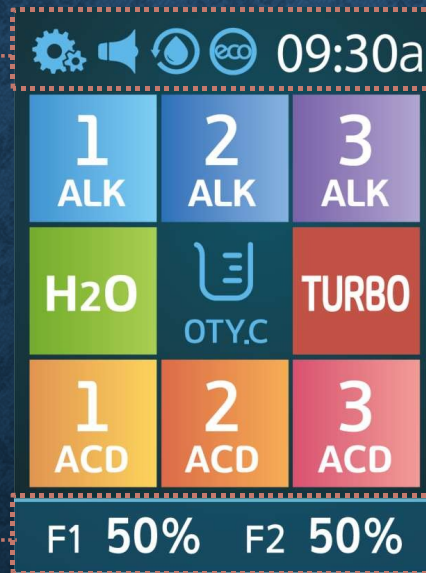 eco 09:30a
1 2 3
ALK ALK ALK
H2O OTY.C TURBO
1 2 3
ACD ACD ACD
F1 50% F2 50%